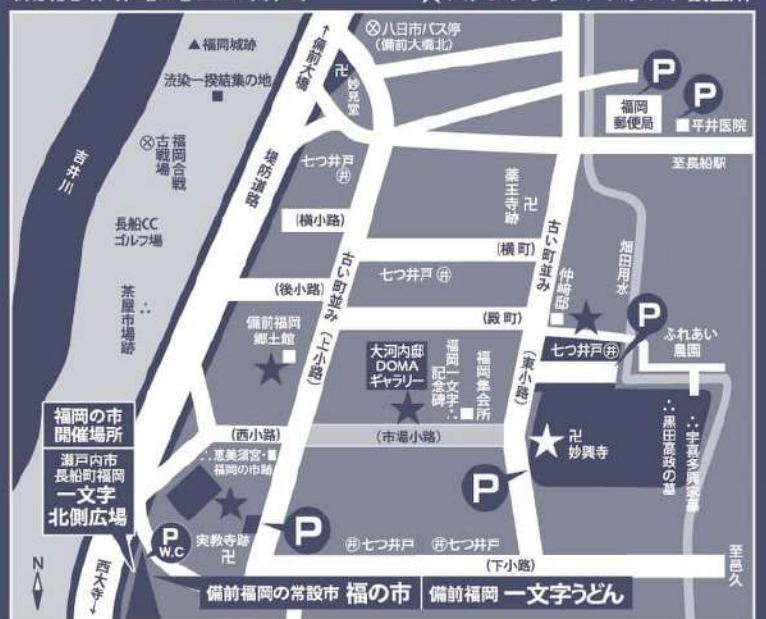 ↑備前大橋
⊗八日市バス停
(備前大橋北)
卍妙見堂
▲福岡城跡
渋染一揆結集の地
福岡合戦
古戦場
吉井川
堤防道路
長船CC
ゴルフ場
茶屋市場跡
P
P
福岡
郵便局
平井医院
至長船駅
七つ井戸
井
薬王寺跡
卍
(横小路)
(横町)
古い町並み
古い町並み
(上小路)
(東小路)
七つ井戸井
(後小路)
(殿町)
仲﨑邸
畑田用水
P
ふれあい
農園
七つ井戸井
備前福岡
郷土館
大河内邸
DOMA
ギャラリー
福岡一文字
記念碑
福岡集会所
福岡の市
開催場所
瀬戸内市
長船町福岡
一文字
北側広場
(西小路)
(市場小路)
恵美須宮・
福岡の市跡
卍
妙興寺
黒田高政の墓
宇喜多興家墓
P
W.C
実教寺跡
卍
P
P
井七つ井戸
井七つ井戸
(下小路)
至邑久
N
西大寺↓
備前福岡の常設市 福の市
備前福岡 一文字うどん